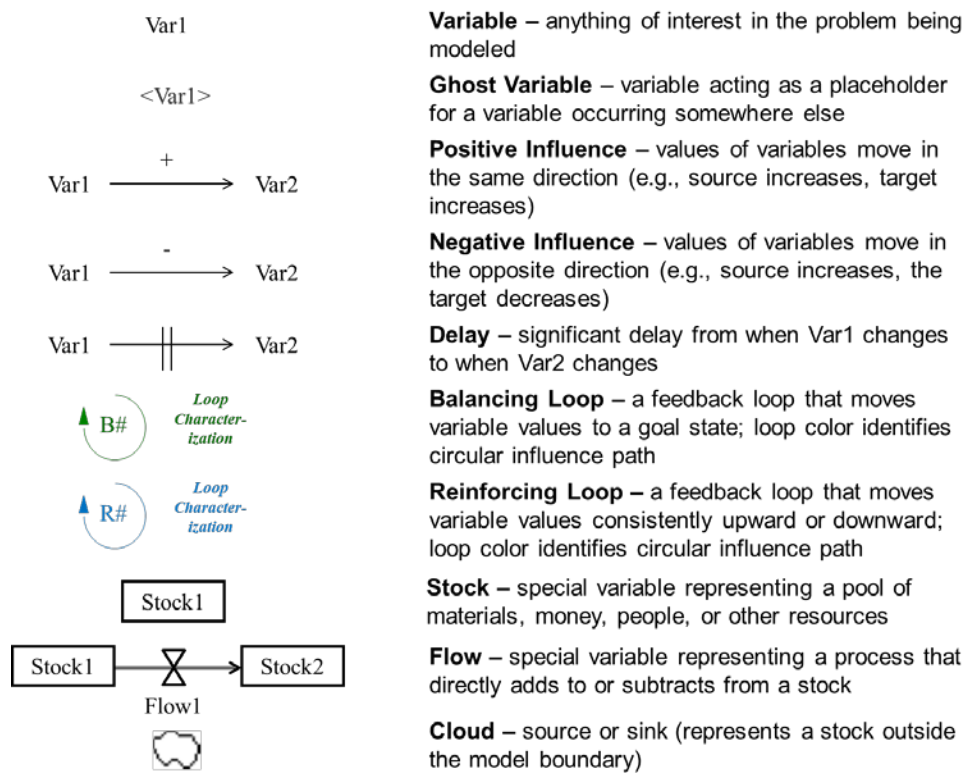 Var1
Variable – anything of interest in the problem being
modeled
<Var1>
Ghost Variable – variable acting as a placeholder
for a variable occurring somewhere else
+
Var1 Var2
Positive Influence – values of variables move in
the same direction (e.g., source increases, target
increases)
-
Var1 Var2
Negative Influence – values of variables move in
the opposite direction (e.g., source increases, the
target decreases)
Var1 Var2
Delay – significant delay from when Var1 changes
to when Var2 changes
B#
Loop
Character-
ization
Balancing Loop – a feedback loop that moves
variable values to a goal state; loop color identifies
circular influence path
R#
Loop
Character-
ization
Reinforcing Loop – a feedback loop that moves
variable values consistently upward or downward;
loop color identifies circular influence path
Stock1
Stock – special variable representing a pool of
materials, money, people, or other resources
Stock1 Stock2
Flow1
Flow – special variable representing a process that
directly adds to or subtracts from a stock
Cloud – source or sink (represents a stock outside
the model boundary)